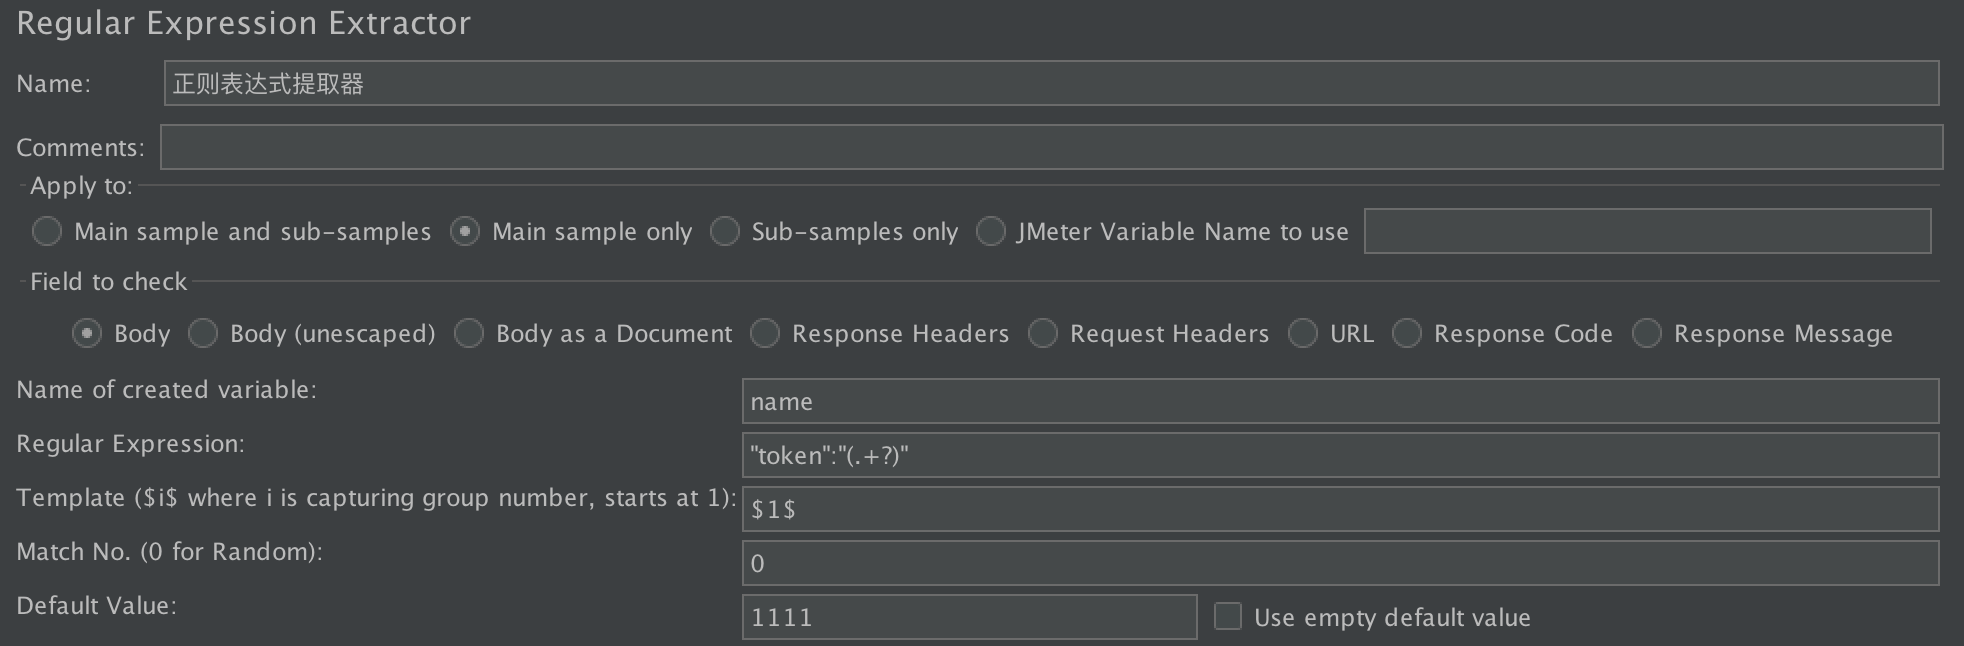 Regular Expression Extractor
Name: 正则表达式提取器
Comments:
Apply to:
Main sample and sub-samples Main sample only Sub-samples only JMeter Variable Name to use
Field to check
Body Body (unescaped) Body as a Document Response Headers Request Headers URL Response Code Response Message
Name of created variable: name
Regular Expression: "token":"(.+?)"
Template ($i$ where i is capturing group number, starts at 1): $1$
Match No. (0 for Random): 0
Default Value: 1111 Use empty default value